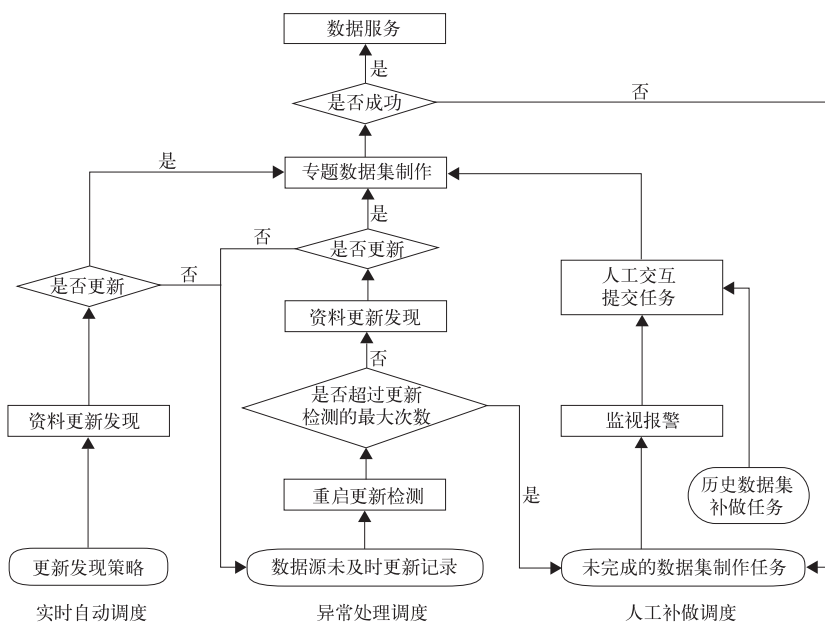 数据服务
是
是否成功
否
是
专题数据集制作
是
否
是否更新
否
是否更新
人工交互
提交任务
资料更新发现
否
是否超过更新
检测的最大次数
资料更新发现
监视报警
重启更新检测
是
历史数据集
补做任务
更新发现策略
数据源未及时更新记录
未完成的数据集制作任务
实时自动调度
异常处理调度
人工补做调度